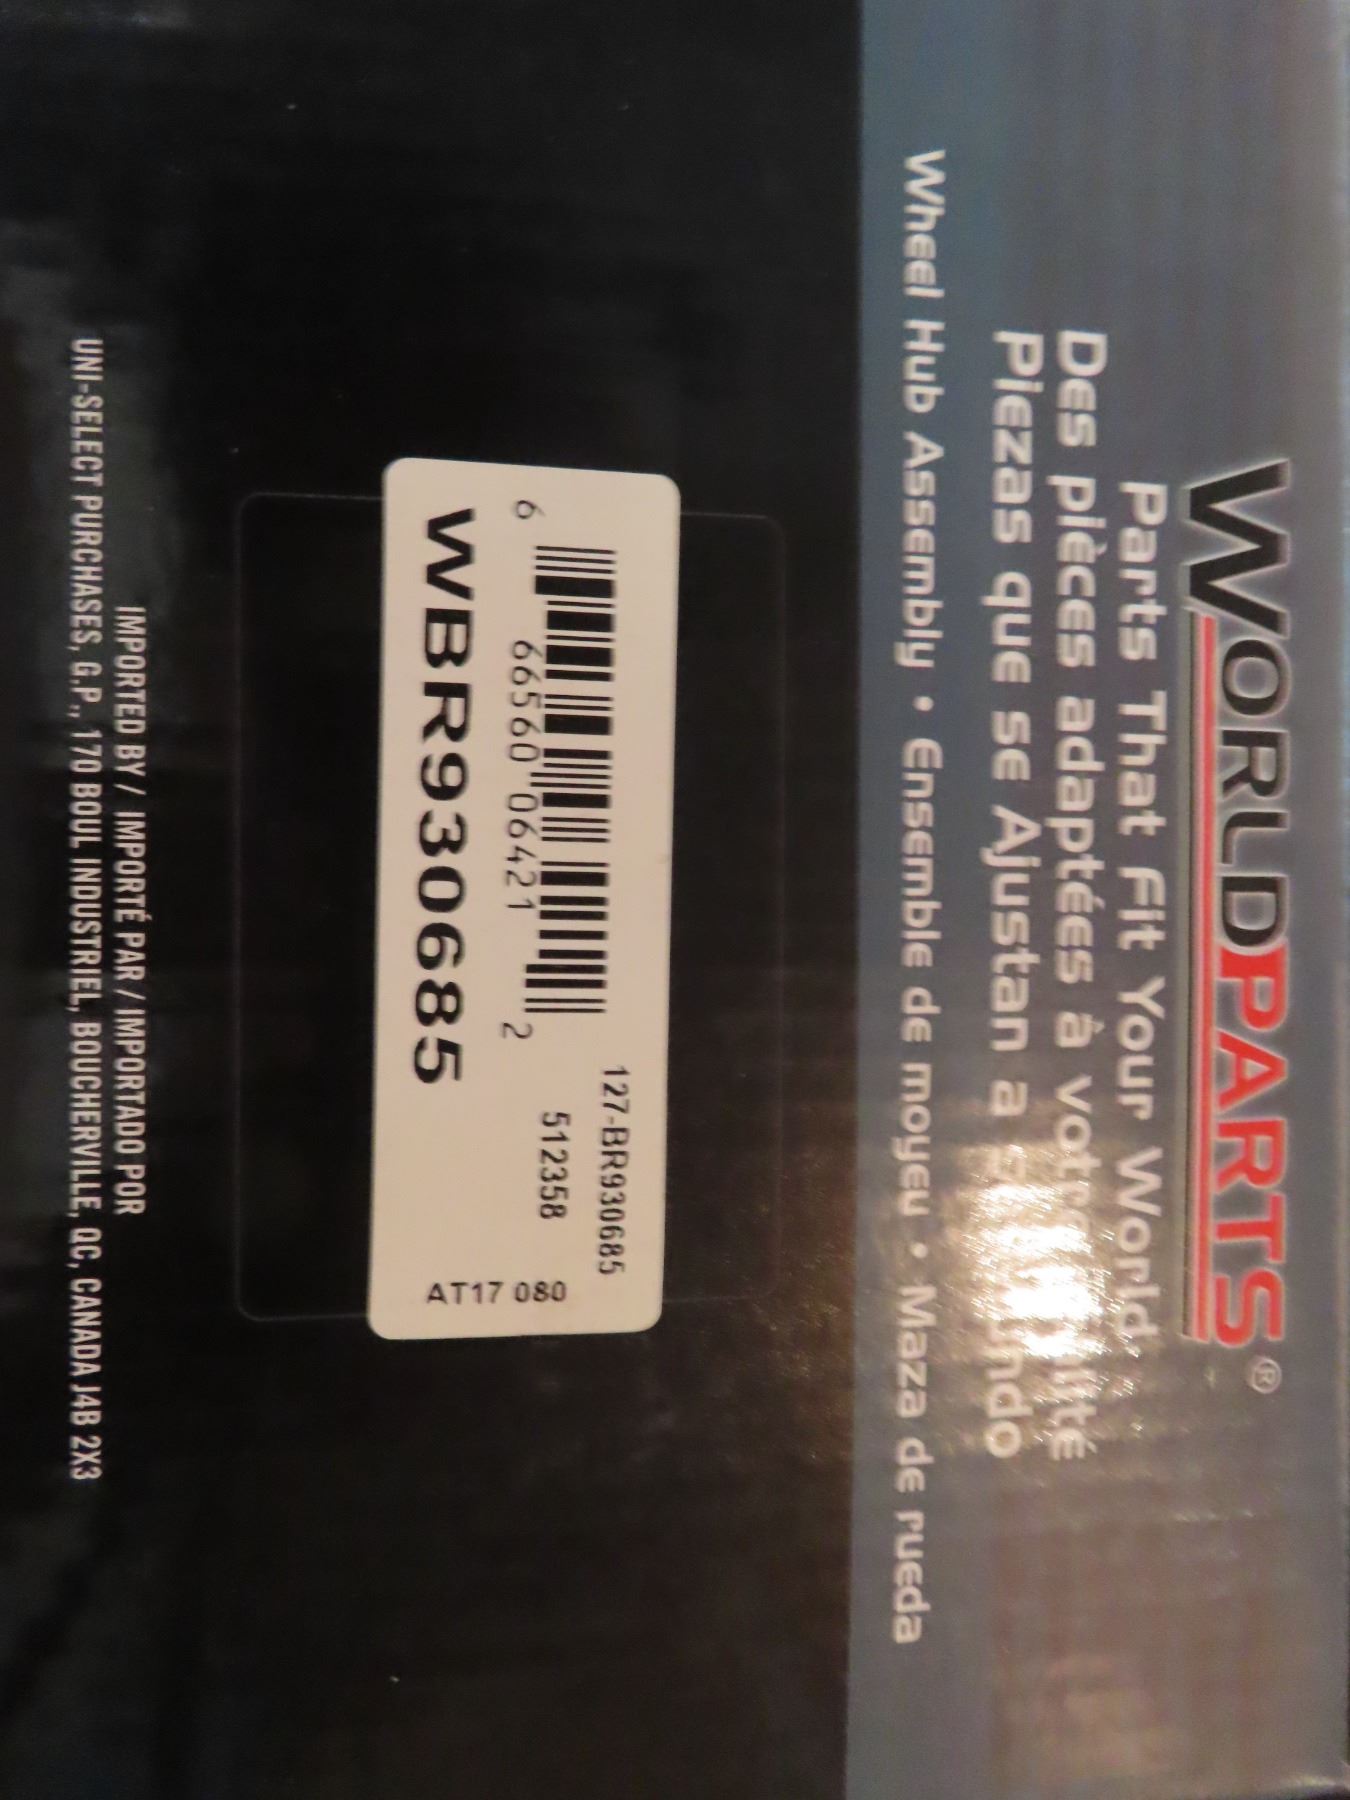 WORLDPARTS®
Parts That Fit Your World.
Des pièces adaptées à votre
Piezas que se Ajustan a
Wheel Hub Assembly • Ensemble de moyeu • Maza de rueda
127-BR930685
512358
6 66560 06421 2
AT17 080
WBR930685
IMPORTED BY / IMPORTÉ PAR / IMPORTADO POR
UNI-SELECT PURCHASES, G.P., 170 BOUL INDUSTRIEL, BOUCHERVILLE, QC, CANADA J4B 2X3